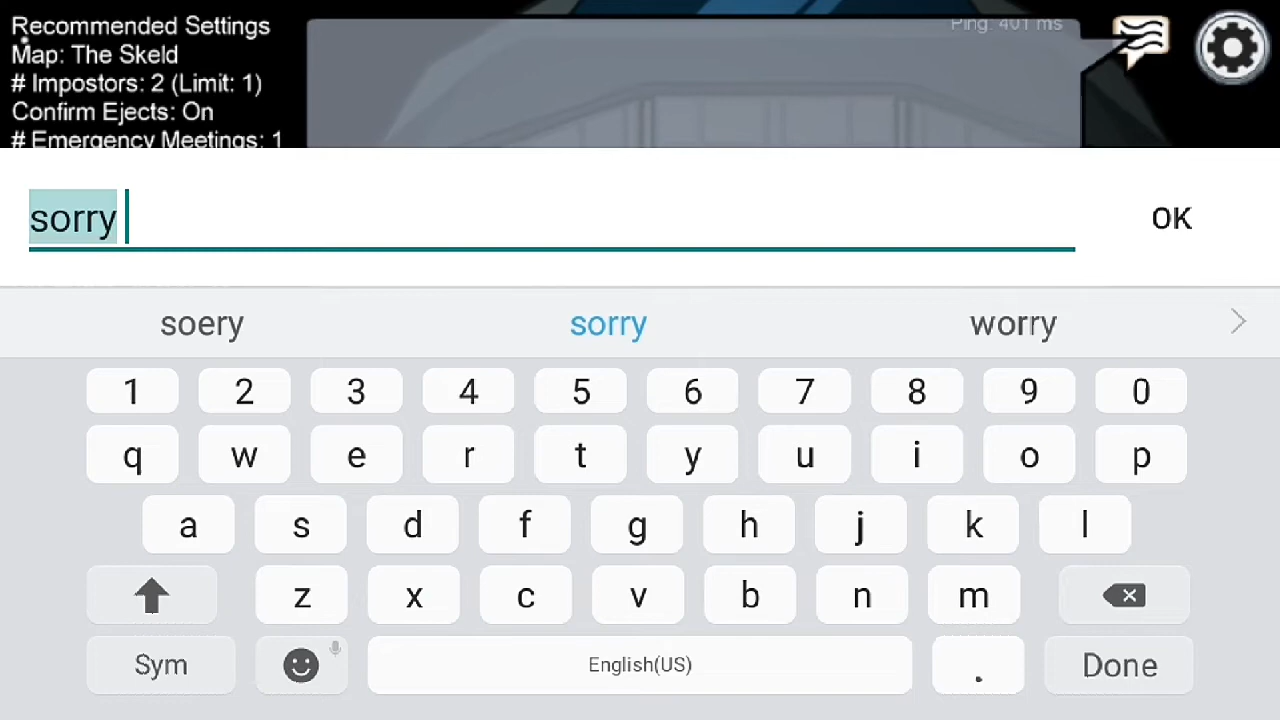 Recommended Settings
Map: The Skeld
# Impostors: 2 (Limit: 1)
Confirm Ejects: On
# Emergency Meetings: 1
Ping: 401 ms
sorry
OK
soery sorry worry
1 2 3 4 5 6 7 8 9 0
q w e r t y u i o p
a s d f g h j k l
z x c v b n m
Sym English(US) . Done